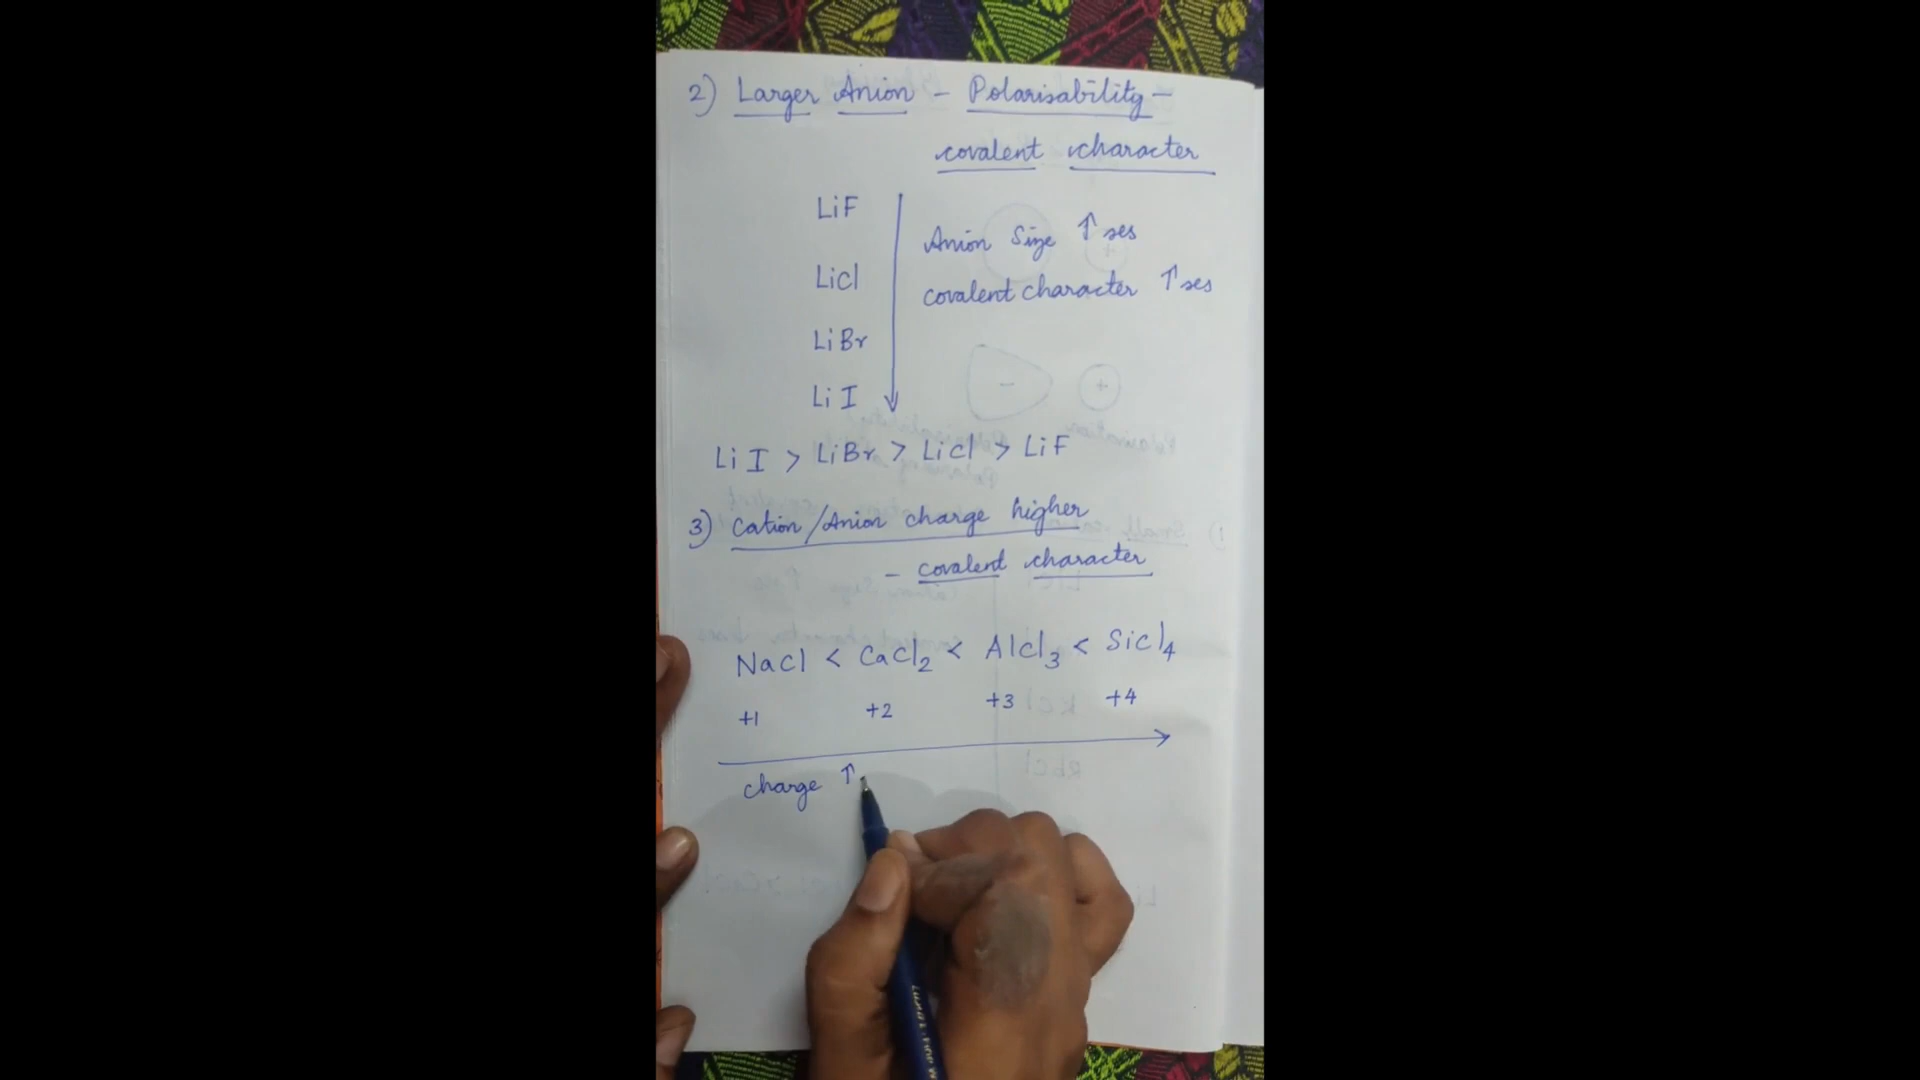 2) Larger Anion - Polarisability -
covalent character
LiF
Anion Size ↑ses
LiCl
covalent character ↑ses
LiBr
LiI
LiI > LiBr > LiCl > LiF
3) Cation/Anion charge higher
- covalent character
NaCl < CaCl2 < AlCl3 < SiCl4
+1 +2 +3 +4
charge ↑